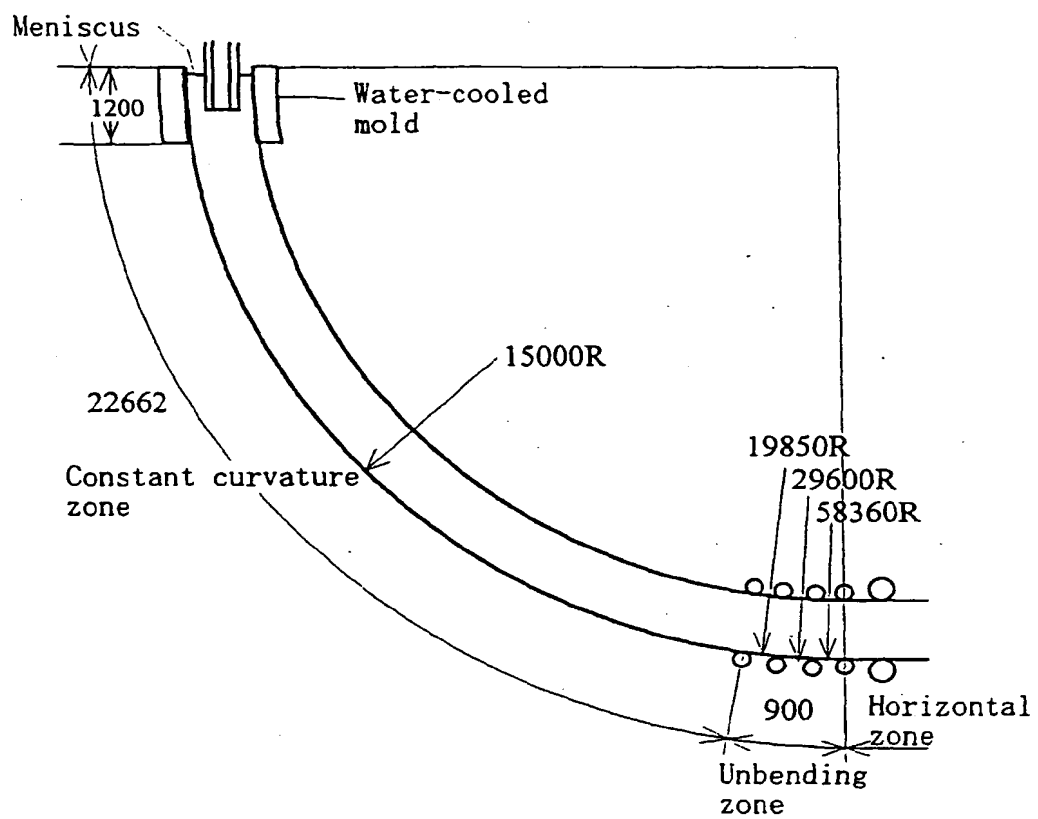 Meniscus
1200
Water-cooled
mold
15000R
22662
Constant curvature
zone
19850R
29600R
58360R
900
Horizontal
zone
Unbending
zone